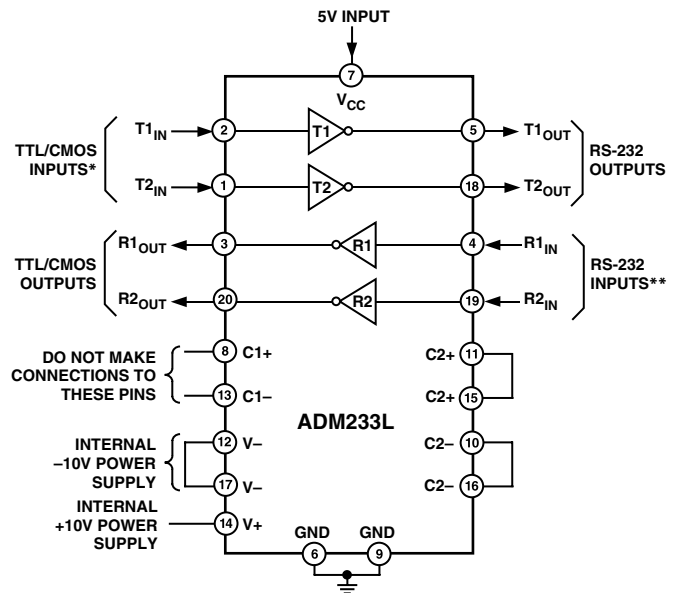 5V INPUT
7
VCC
TTL/CMOS
INPUTS*
T1IN
2
T1
5
T1OUT
T2IN
1
T2
18
T2OUT
RS-232
OUTPUTS
TTL/CMOS
OUTPUTS
R1OUT
3
R1
4
R1IN
R2OUT
20
R2
19
R2IN
RS-232
INPUTS**
DO NOT MAKE
CONNECTIONS TO
THESE PINS
8 C1+
13 C1–
C2+ 11
C2+ 15
ADM233L
INTERNAL
–10V POWER
SUPPLY
12 V–
17 V–
C2– 10
C2– 16
INTERNAL
+10V POWER
SUPPLY
14 V+
GND GND
6 9